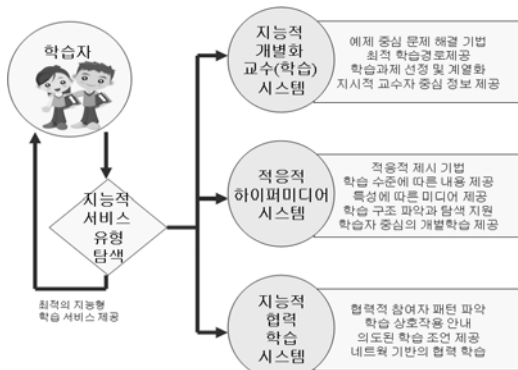 학습자
지능적
서비스
유형
탐색
최적의 지능형
학습 서비스 제공
지능적
개별화
교수(학습)
시스템
예제 중심 문제 해결 기법
최적 학습경로제공
학습과제 선정 및 계열화
지시적 교수자 중심 정보 제공
적응적
하이퍼미디어
시스템
적응적 제시 기법
학습 수준에 따른 내용 제공
특성에 따른 미디어 제공
학습 구조 파악과 탐색 지원
학습자 중심의 개별학습 제공
지능적
협력
학습
시스템
협력적 참여자 패턴 파악
학습 상호작용 안내
의도된 학습 조언 제공
네트웍 기반의 협력 학습